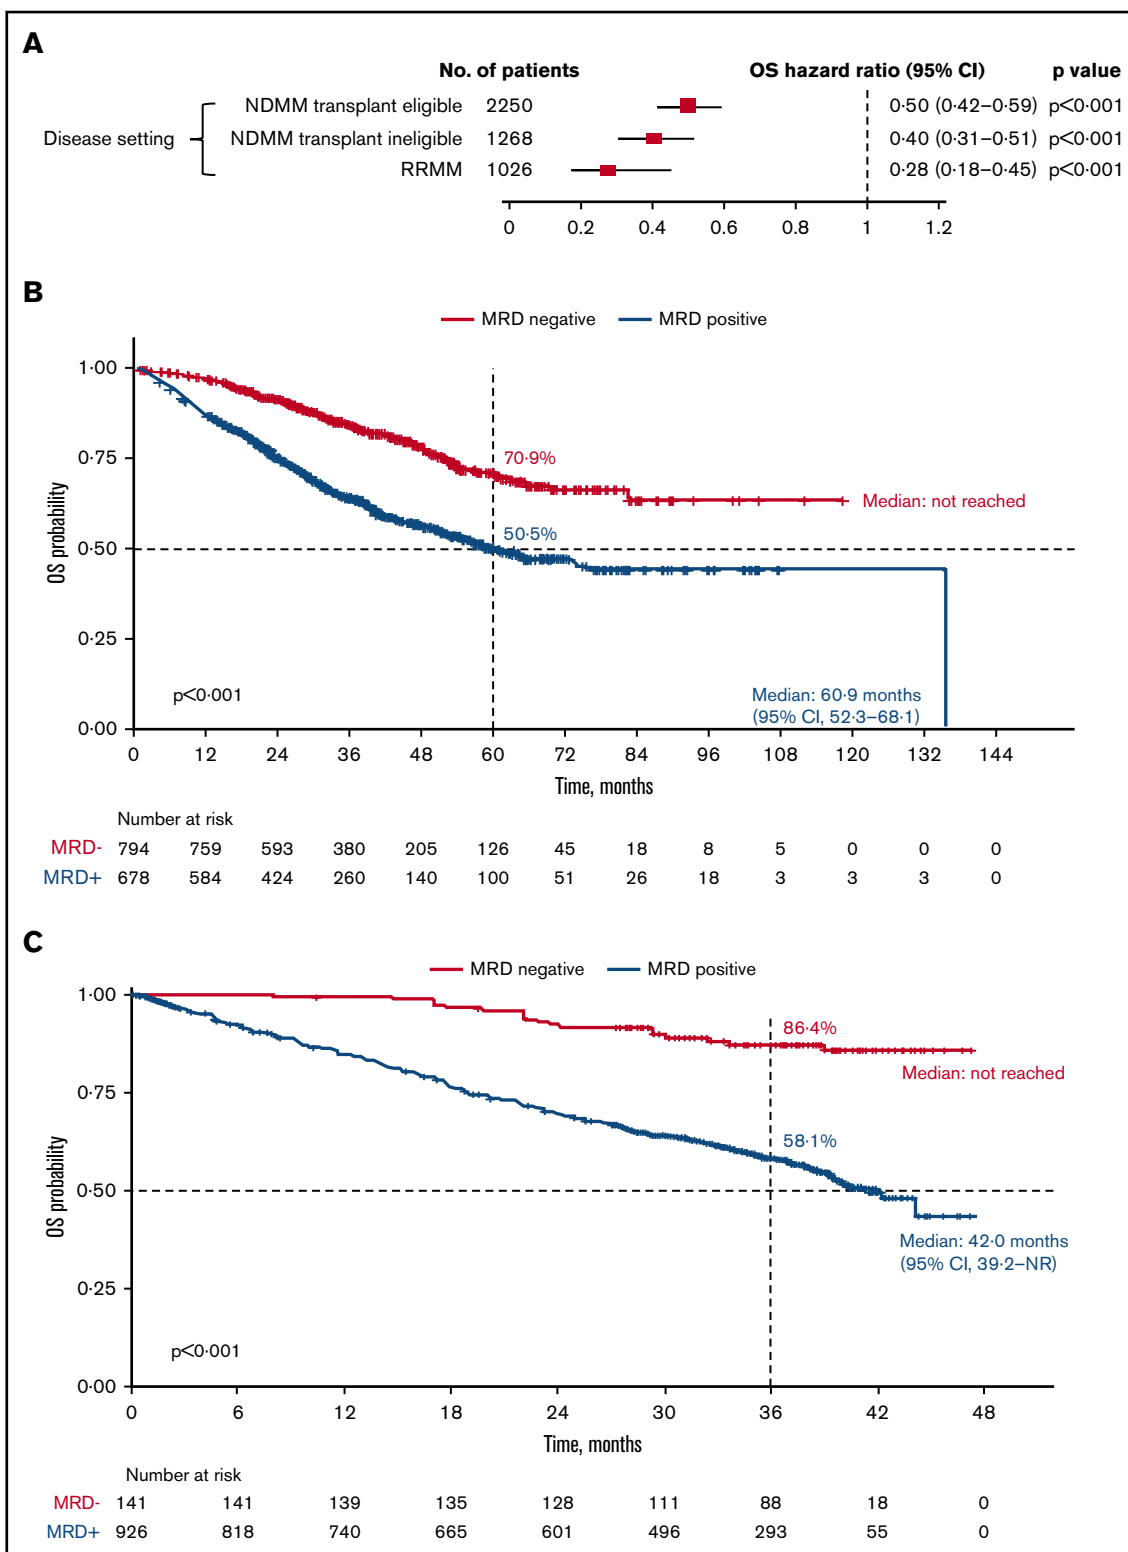 A
No. of patients OS hazard ratio (95% CI) p value
Disease setting
NDMM transplant eligible 2250 0·50 (0·42–0·59) p<0·001
NDMM transplant ineligible 1268 0·40 (0·31–0·51) p<0·001
RRMM 1026 0·28 (0·18–0·45) p<0·001
0 0.2 0.4 0.6 0.8 1 1.2
B
MRD negative MRD positive
OS probability
1·00
0·75
0·50
0·25
0·00
70·9%
Median: not reached
50·5%
p<0·001
Median: 60·9 months
(95% CI, 52·3–68·1)
0 12 24 36 48 60 72 84 96 108 120 132 144
Time, months
Number at risk
MRD- 794 759 593 380 205 126 45 18 8 5 0 0 0
MRD+ 678 584 424 260 140 100 51 26 18 3 3 3 0
C
MRD negative MRD positive
OS probability
1·00
0·75
0·50
0·25
0·00
86·4%
Median: not reached
58·1%
Median: 42·0 months
(95% CI, 39·2–NR)
p<0·001
0 6 12 18 24 30 36 42 48
Time, months
Number at risk
MRD- 141 141 139 135 128 111 88 18 0
MRD+ 926 818 740 665 601 496 293 55 0